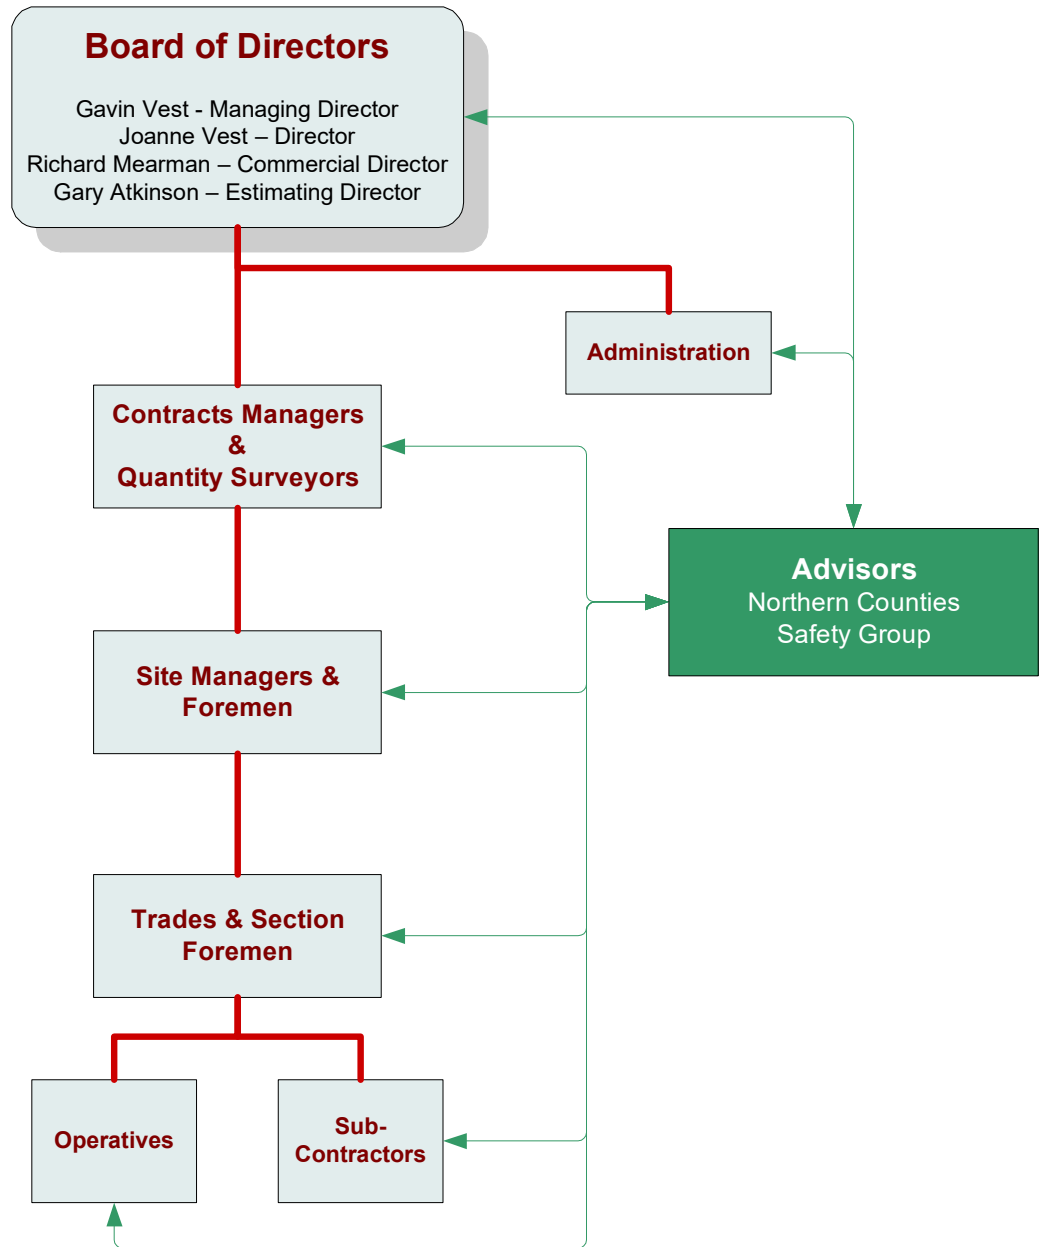 Board of Directors
Gavin Vest - Managing Director
Joanne Vest – Director
Richard Mearman – Commercial Director
Gary Atkinson – Estimating Director
Administration
Contracts Managers
&
Quantity Surveyors
Advisors
Northern Counties
Safety Group
Site Managers &
Foremen
Trades & Section
Foremen
Operatives
Sub-
Contractors